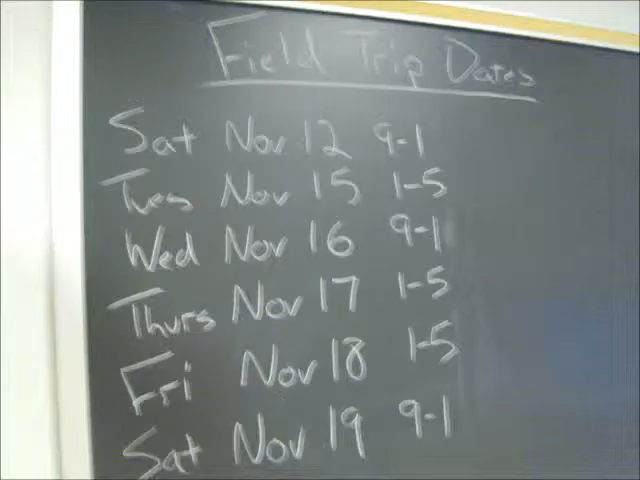 Field Trip Dates
Sat Nov 12 9-1
Tues Nov 15 1-5
Wed Nov 16 9-1
Thurs Nov 17 1-5
Fri Nov 18 1-5
Sat Nov 19 9-1